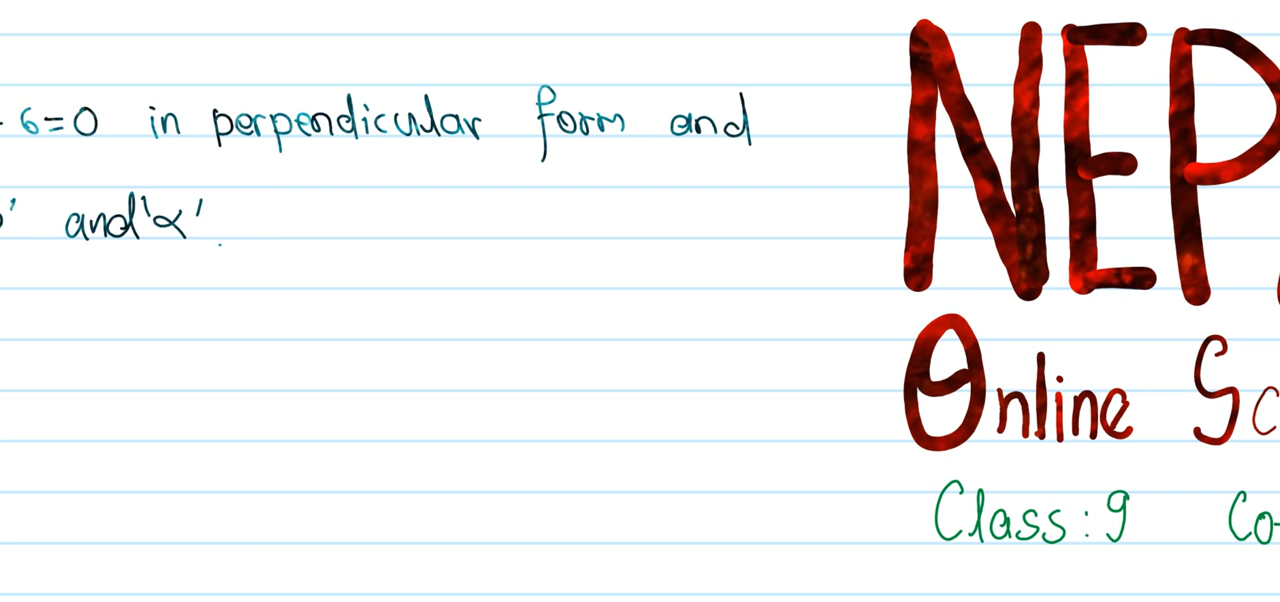 6=0 in perpendicular form and
' and 'α'.
NEP
Online Sc
Class: 9 Co-